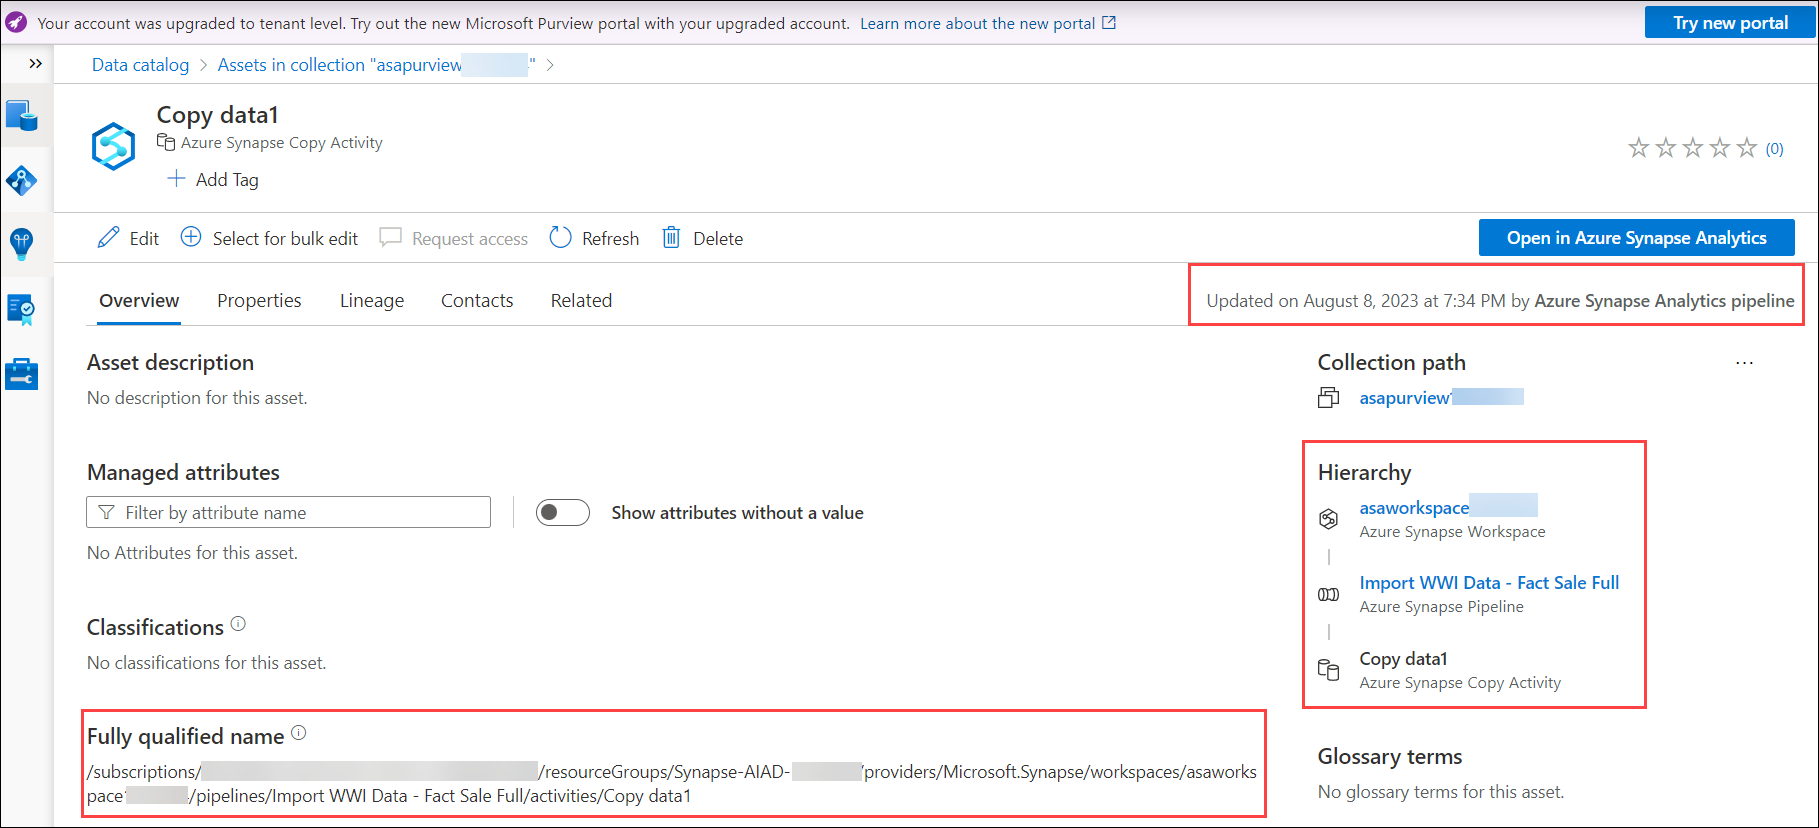 Your account was upgraded to tenant level. Try out the new Microsoft Purview portal with your upgraded account. Learn more about the new portal
Try new portal
Data catalog > Assets in collection "asapurview " >
Copy data1
Azure Synapse Copy Activity
Add Tag
(0)
Edit Select for bulk edit Request access Refresh Delete
Open in Azure Synapse Analytics
Overview Properties Lineage Contacts Related
Updated on August 8, 2023 at 7:34 PM by Azure Synapse Analytics pipeline
Asset description
No description for this asset.
Managed attributes
Filter by attribute name
Show attributes without a value
No Attributes for this asset.
Classifications
No classifications for this asset.
Fully qualified name
/subscriptions/ /resourceGroups/Synapse-AIAD- /providers/Microsoft.Synapse/workspaces/asaworks
pace /pipelines/Import WWI Data - Fact Sale Full/activities/Copy data1
Collection path
...
asapurview
Hierarchy
asaworkspace
Azure Synapse Workspace
Import WWI Data - Fact Sale Full
Azure Synapse Pipeline
Copy data1
Azure Synapse Copy Activity
Glossary terms
No glossary terms for this asset.